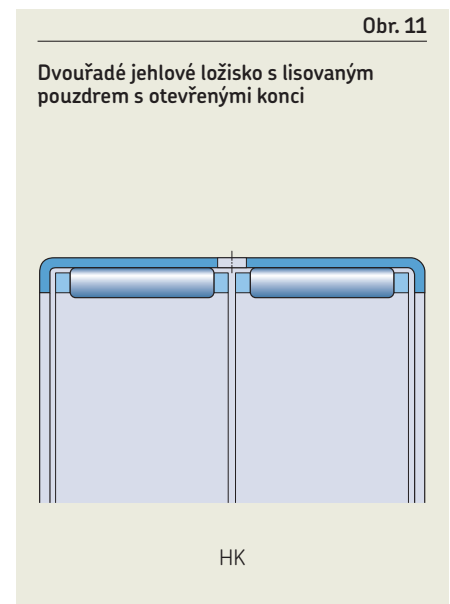 Obr. 11
Dvouřadé jehlové ložisko s lisovaným
pouzdrem s otevřenými konci
HK